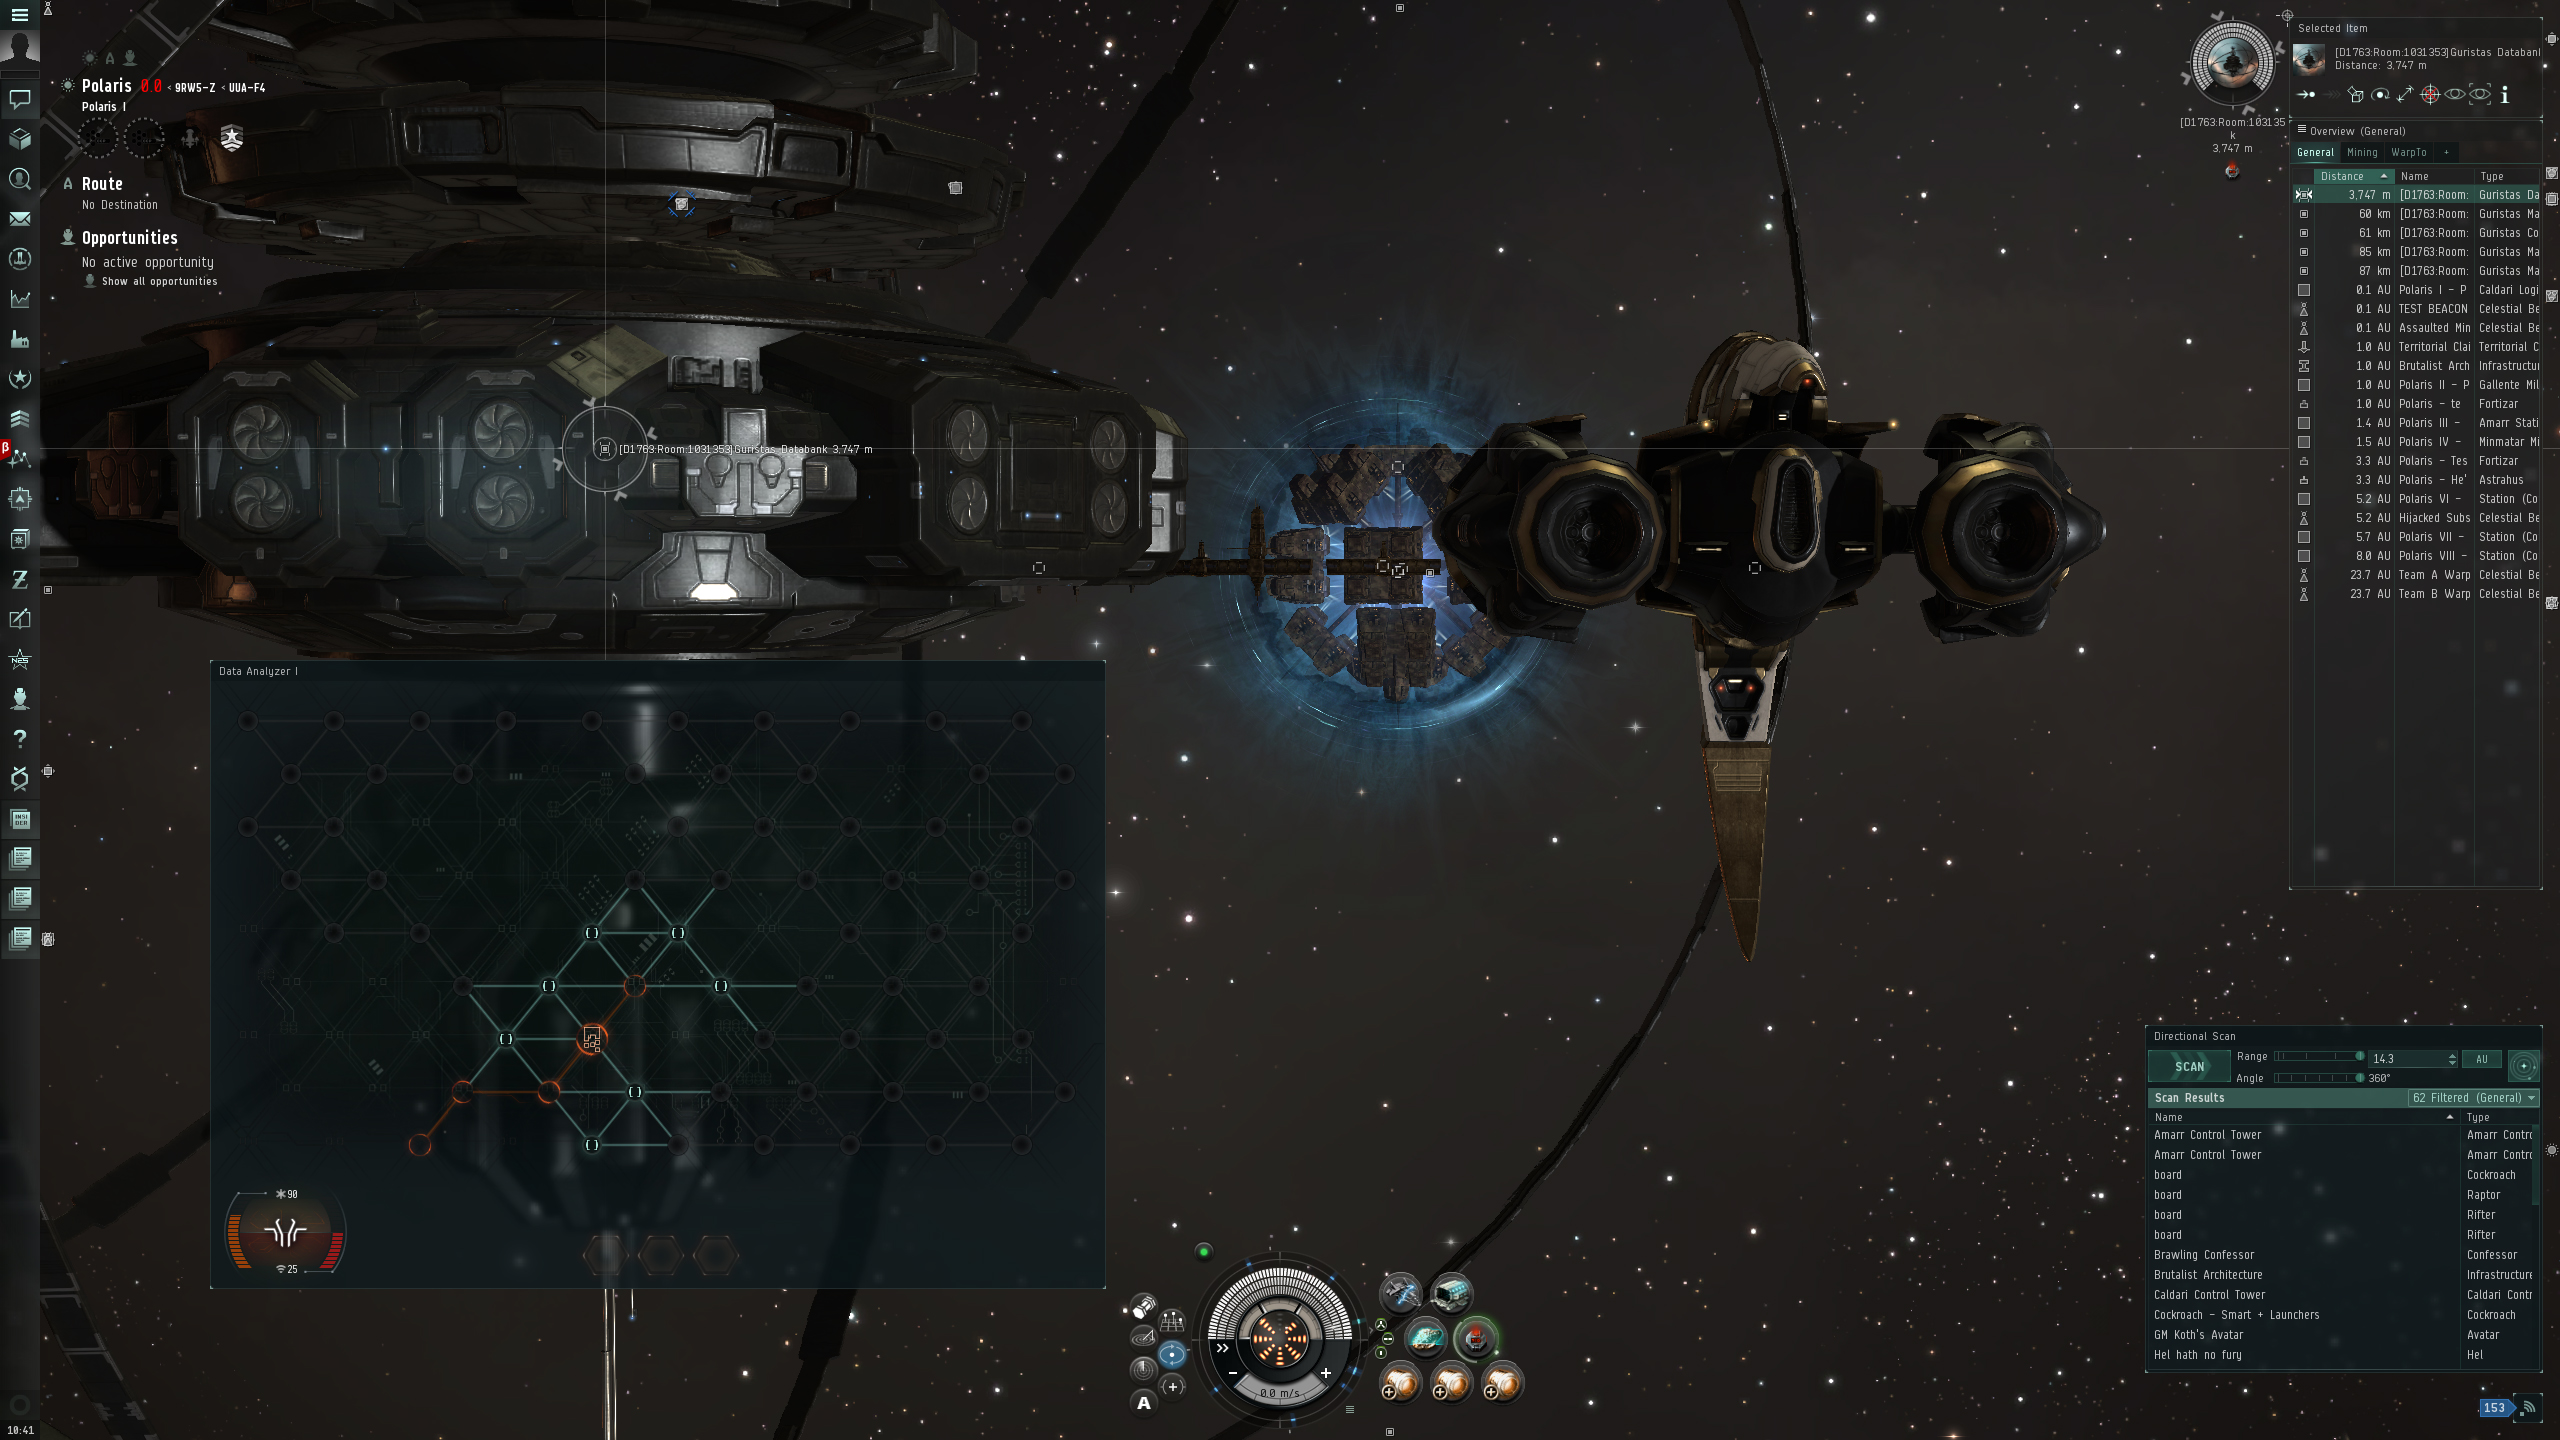 Polaris 0.0 < 9RW5-Z < UUA-F4
Polaris I
A Route
No Destination
Opportunities
No active opportunity
Show all opportunities
β
Z
NES
?
INSIDER
10:41
[D1763:Room:1031353]Guristas Databank 3,747 m
Data Analyzer I
90
25
0.0 m/s
A
[D1763:Room:103135
k
3,747 m
Selected Item
[D1763:Room:1031353]Guristas Databan
Distance: 3,747 m
Overview (General)
General Mining WarpTo +
Distance Name Type
3,747 m [D1763:Room: Guristas Da
60 km [D1763:Room: Guristas Ma
61 km [D1763:Room: Guristas Co
85 km [D1763:Room: Guristas Ma
87 km [D1763:Room: Guristas Ma
0.1 AU Polaris I - P Caldari Logi
0.1 AU TEST BEACON Celestial Be
0.1 AU Assaulted Min Celestial Be
1.0 AU Territorial Clai Territorial C
1.0 AU Brutalist Arch Infrastructur
1.0 AU Polaris II - P Gallente Mil
1.0 AU Polaris - te Fortizar
1.4 AU Polaris III - Amarr Stati
1.5 AU Polaris IV - Minmatar Mi
3.3 AU Polaris - Tes Fortizar
3.3 AU Polaris - He' Astrahus
5.2 AU Polaris VI - Station (Co
5.2 AU Hijacked Subs Celestial Be
5.7 AU Polaris VII - Station (Co
8.0 AU Polaris VIII - Station (Co
23.7 AU Team A Warp Celestial Be
23.7 AU Team B Warp Celestial Be
Directional Scan
SCAN
Range 14.3 AU
Angle 360°
Scan Results 62 Filtered (General)
Name Type
Amarr Control Tower Amarr Contro
Amarr Control Tower Amarr Contro
board Cockroach
board Raptor
board Rifter
board Rifter
Brawling Confessor Confessor
Brutalist Architecture Infrastructure
Caldari Control Tower Caldari Contr
Cockroach - Smart + Launchers Cockroach
GM Koth's Avatar Avatar
Hel hath no fury Hel
153